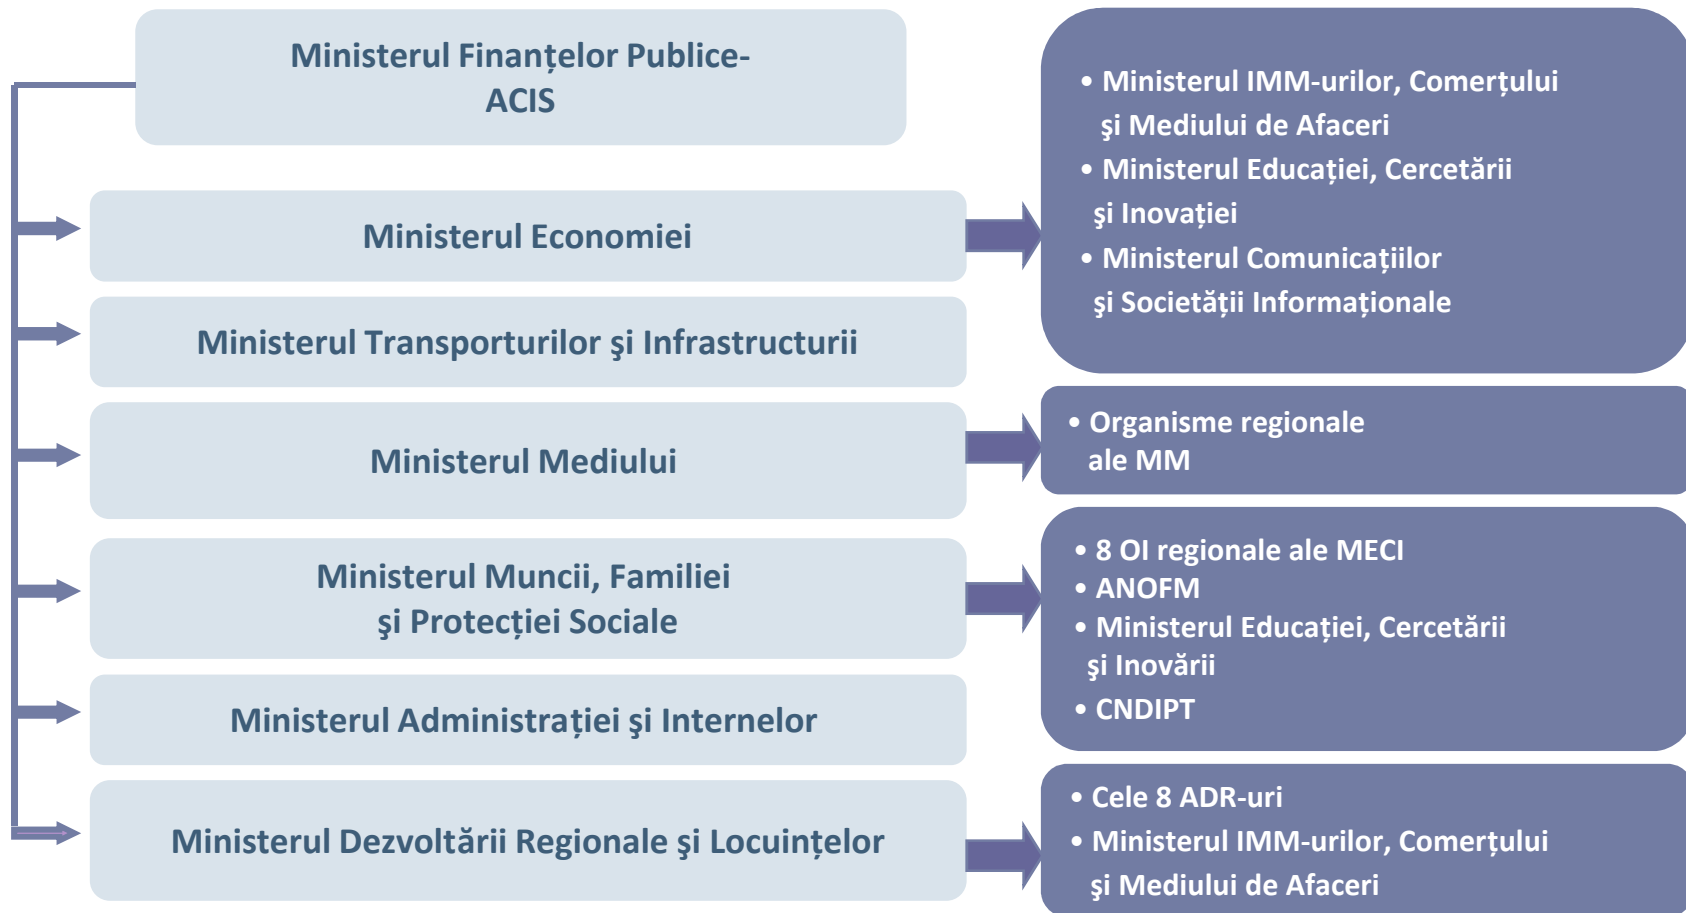 Ministerul Finanțelor Publice-
ACIS
Ministerul Economiei
• Ministerul IMM-urilor, Comerțului
şi Mediului de Afaceri
• Ministerul Educației, Cercetării
şi Inovației
• Ministerul Comunicațiilor
şi Societății Informaționale
Ministerul Transporturilor şi Infrastructurii
Ministerul Mediului
• Organisme regionale
ale MM
Ministerul Muncii, Familiei
şi Protecției Sociale
• 8 OI regionale ale MECI
• ANOFM
• Ministerul Educației, Cercetării
şi Inovării
• CNDIPT
Ministerul Administrației şi Internelor
Ministerul Dezvoltării Regionale şi Locuințelor
• Cele 8 ADR-uri
• Ministerul IMM-urilor, Comerțului
şi Mediului de Afaceri